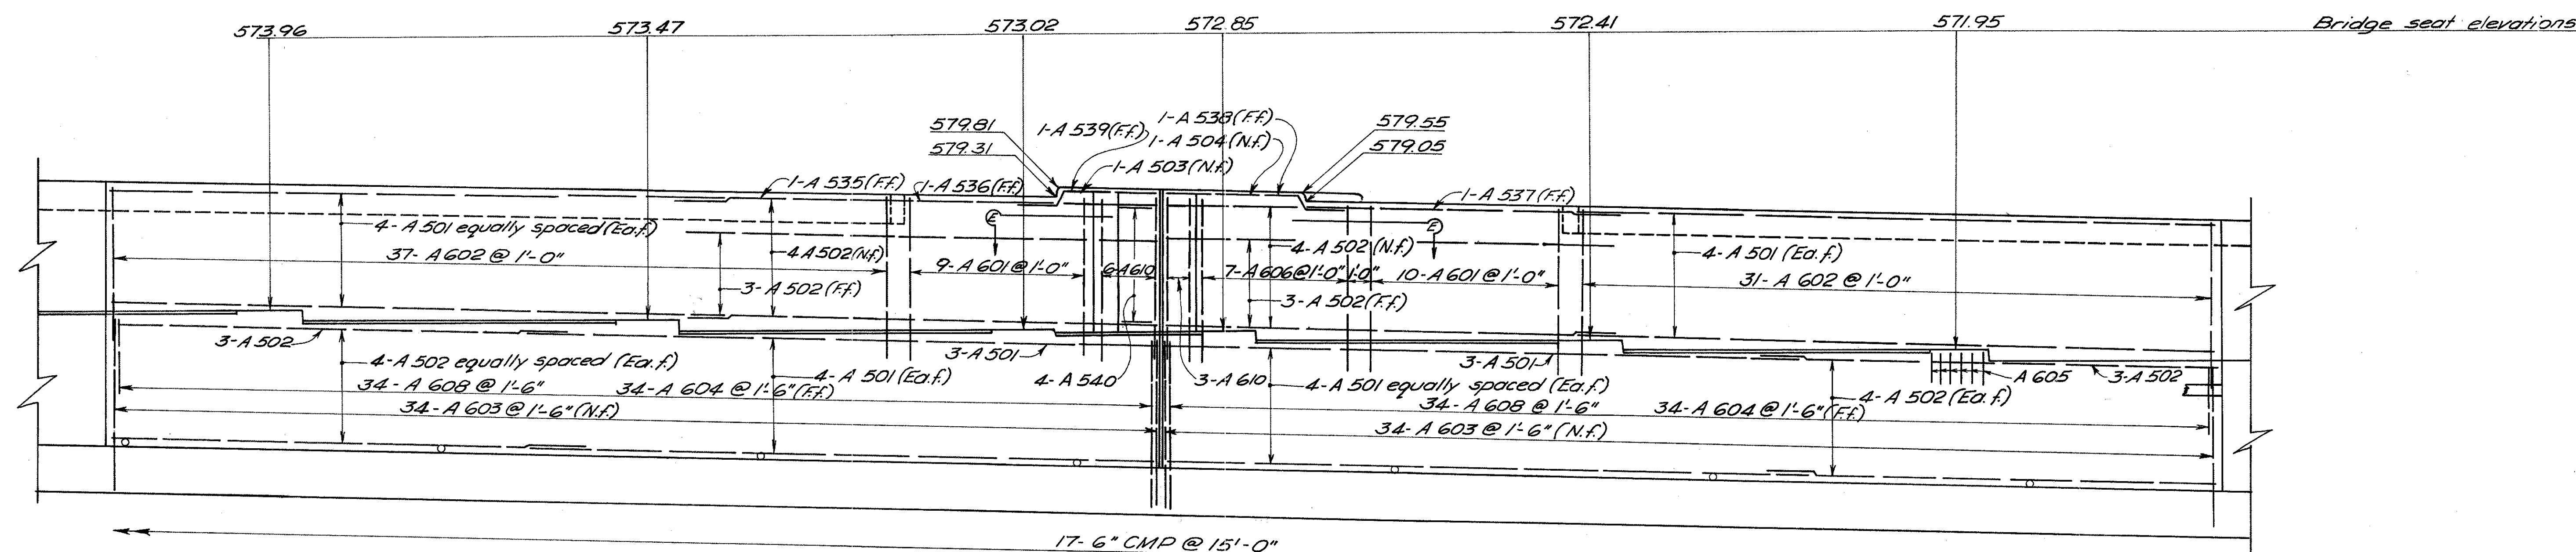 573.96
573.47
573.02
572.85
572.41
571.95
Bridge seat elevations
579.81
579.31
1-A 539(F.f.)
1-A 538(F.f.)
1-A 504(N.f.)
1-A 503(N.f.)
579.55
579.05
1-A 535(F.f.)
1-A 536(F.f.)
1-A 537(F.f.)
E
E
4-A 501 equally spaced (Ea.f.)
4 A 502(N.f.)
4-A 502 (N.f.)
4-A 501 (Ea.f.)
37-A 602 @ 1'-0"
9-A 601 @ 1'-0"
6-A 610
7-A 606@1'-0"
1'-0"
10-A 601 @ 1'-0"
31-A 602 @ 1'-0"
3-A 502 (F.f.)
3-A 502 (F.f.)
3-A 502
3-A 501
3-A 501
4-A 502 equally spaced (Ea.f.)
4-A 501 (Ea.f.)
4-A 540
3-A 610
4-A 501 equally spaced (Ea.f.)
A 605
3-A 502
4-A 502 (Ea.f.)
34-A 608 @ 1'-6"
34-A 604 @ 1'-6"(F.f.)
34-A 608 @ 1'-6"
34-A 604 @ 1'-6"(F.f.)
34-A 603 @ 1'-6"(N.f.)
34-A 603 @ 1'-6" (N.f.)
17-6" CMP @ 15'-0"